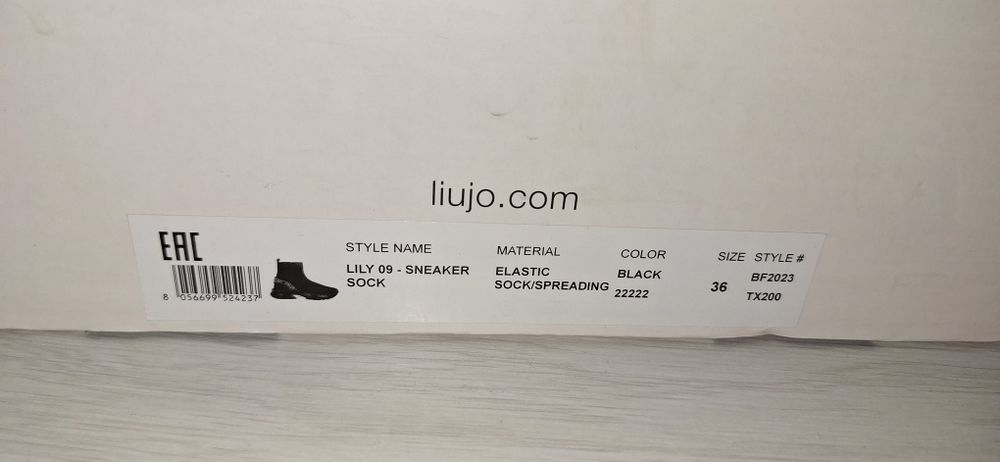 liujo.com
EAC
8 056699 524237
STYLE NAME
LILY 09 - SNEAKER
SOCK
MATERIAL
ELASTIC
SOCK/SPREADING
COLOR
BLACK
22222
SIZE
36
STYLE #
BF2023
TX200